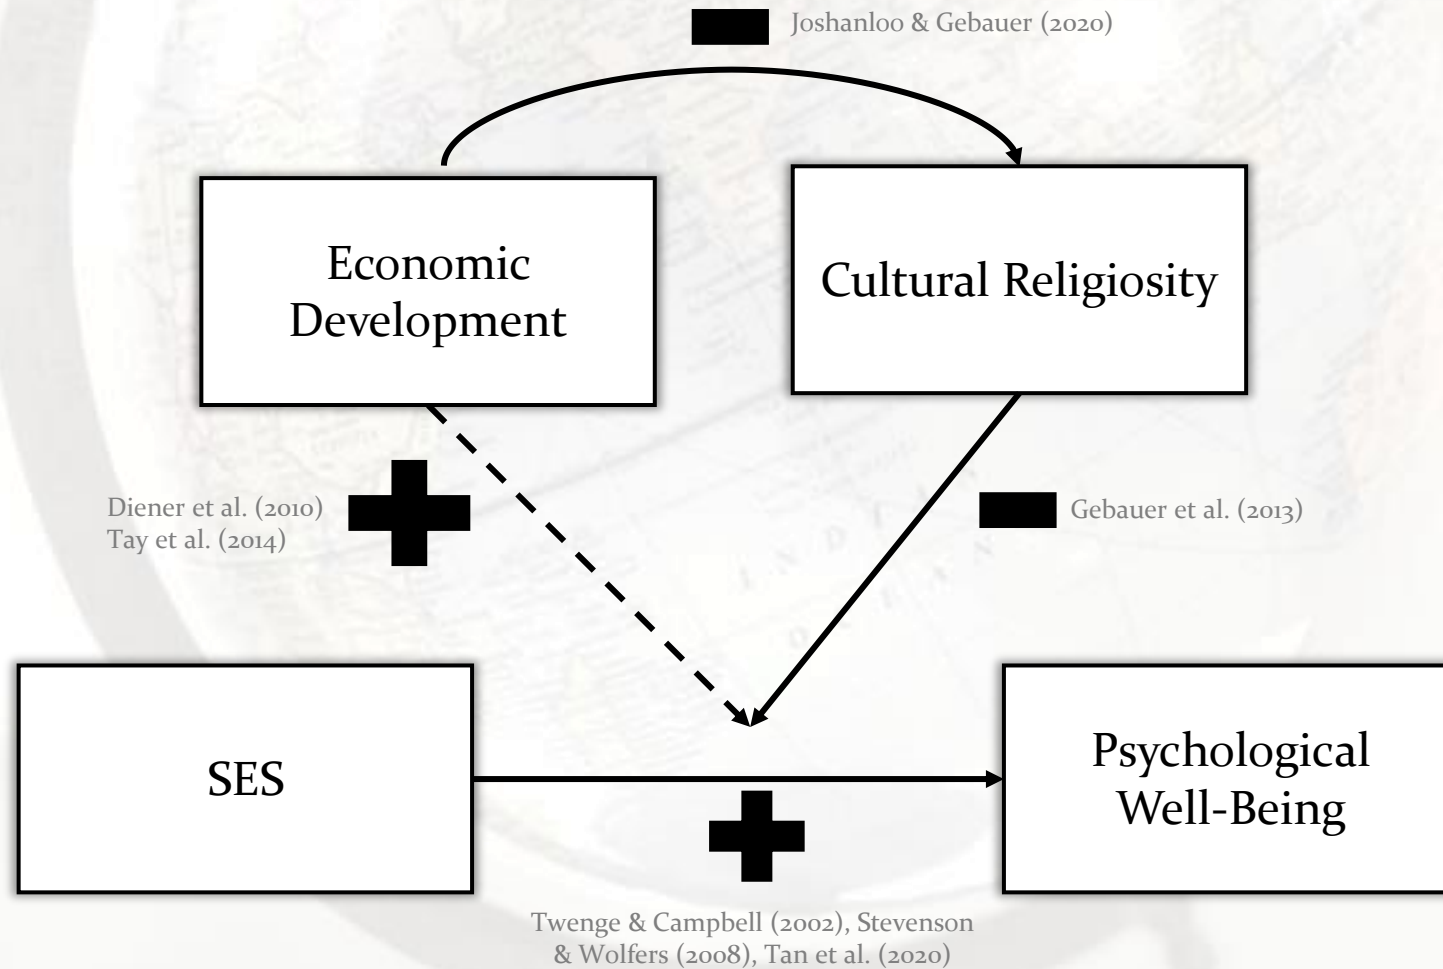 Joshanloo & Gebauer (2020)
Economic
Development
Cultural Religiosity
Diener et al. (2010)
Tay et al. (2014)
Gebauer et al. (2013)
SES
Psychological
Well-Being
Twenge & Campbell (2002), Stevenson
& Wolfers (2008), Tan et al. (2020)